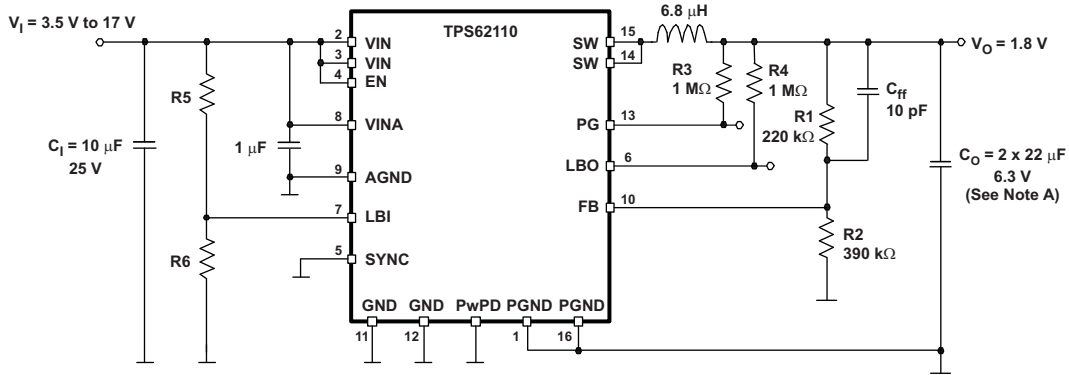 V_I = 3.5 V to 17 V
TPS62110
6.8 μH
V_O = 1.8 V
2
VIN
3
VIN
4
EN
15
SW
14
SW
R5
R3
1 MΩ
R4
1 MΩ
C_ff
10 pF
8
VINA
PG
13
R1
220 kΩ
C_I = 10 μF
25 V
1 μF
LBO
6
C_O = 2 x 22 μF
6.3 V
(See Note A)
9
AGND
7
LBI
FB
10
R2
390 kΩ
R6
5
SYNC
GND
GND
PwPD
PGND
PGND
11
12
1
16